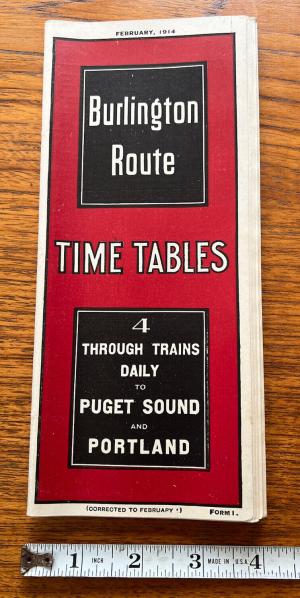 FEBRUARY, 1914
Burlington
Route
TIME TABLES
4
THROUGH TRAINS
DAILY
TO
PUGET SOUND
AND
PORTLAND
(CORRECTED TO FEBRUARY 1) FORM 1.
1 INCH 2 3 MADE IN U.S.A. 4